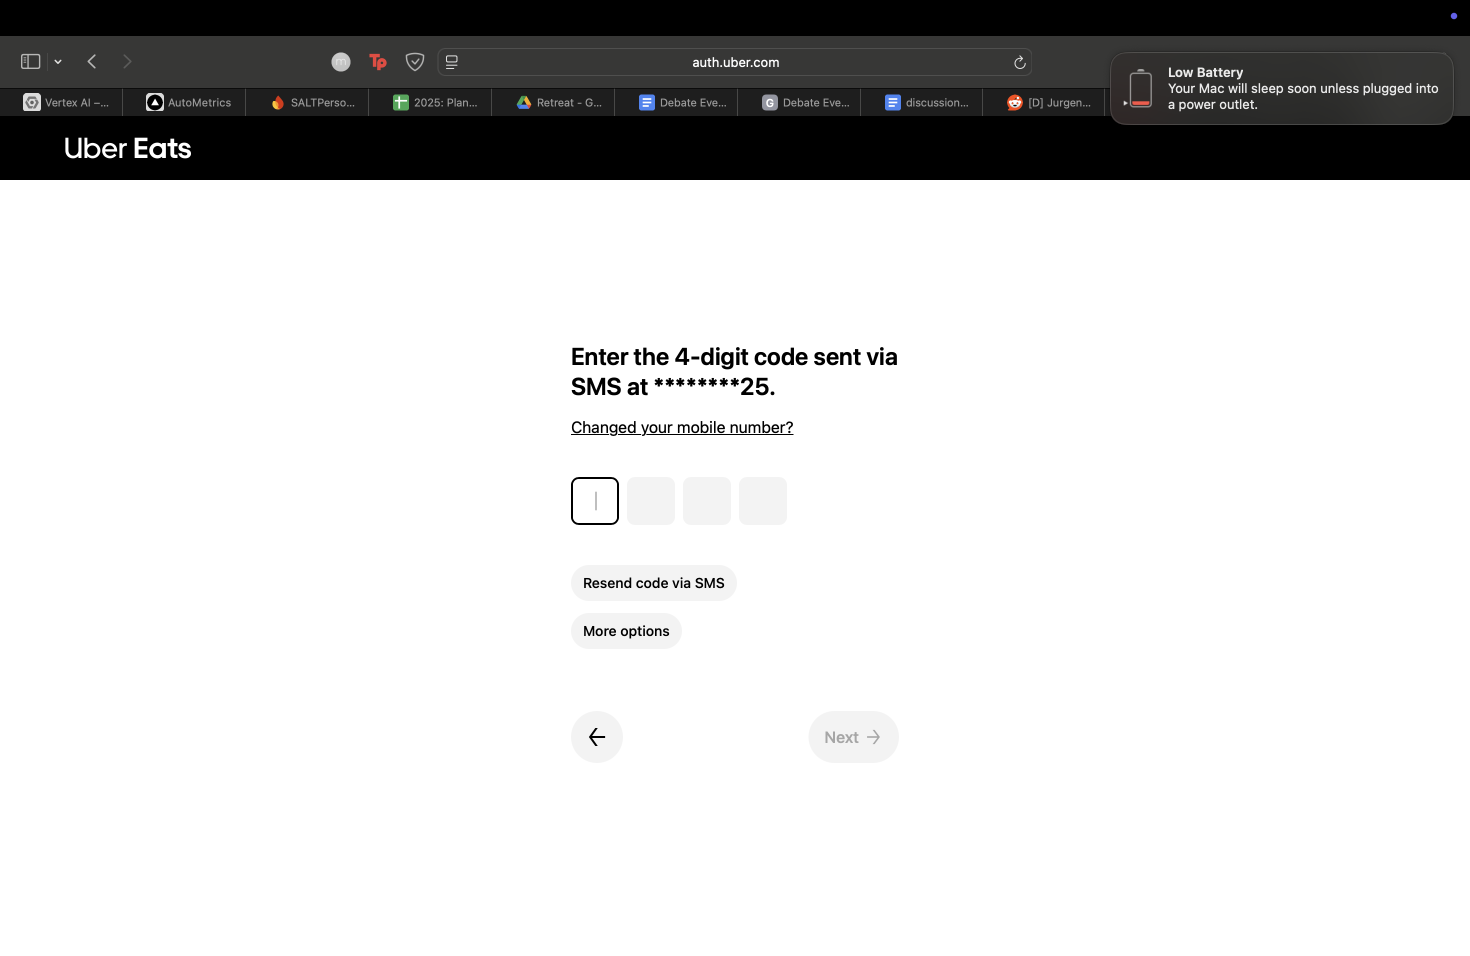 auth.uber.com
Low Battery
Your Mac will sleep soon unless plugged into
a power outlet.
Vertex AI –...
AutoMetrics
SALTPerso...
2025: Plan...
Retreat - G...
Debate Eve...
Debate Eve...
discussion...
[D] Jurgen...
Uber Eats
Enter the 4-digit code sent via
SMS at ********25.
Changed your mobile number?
Resend code via SMS
More options
Next